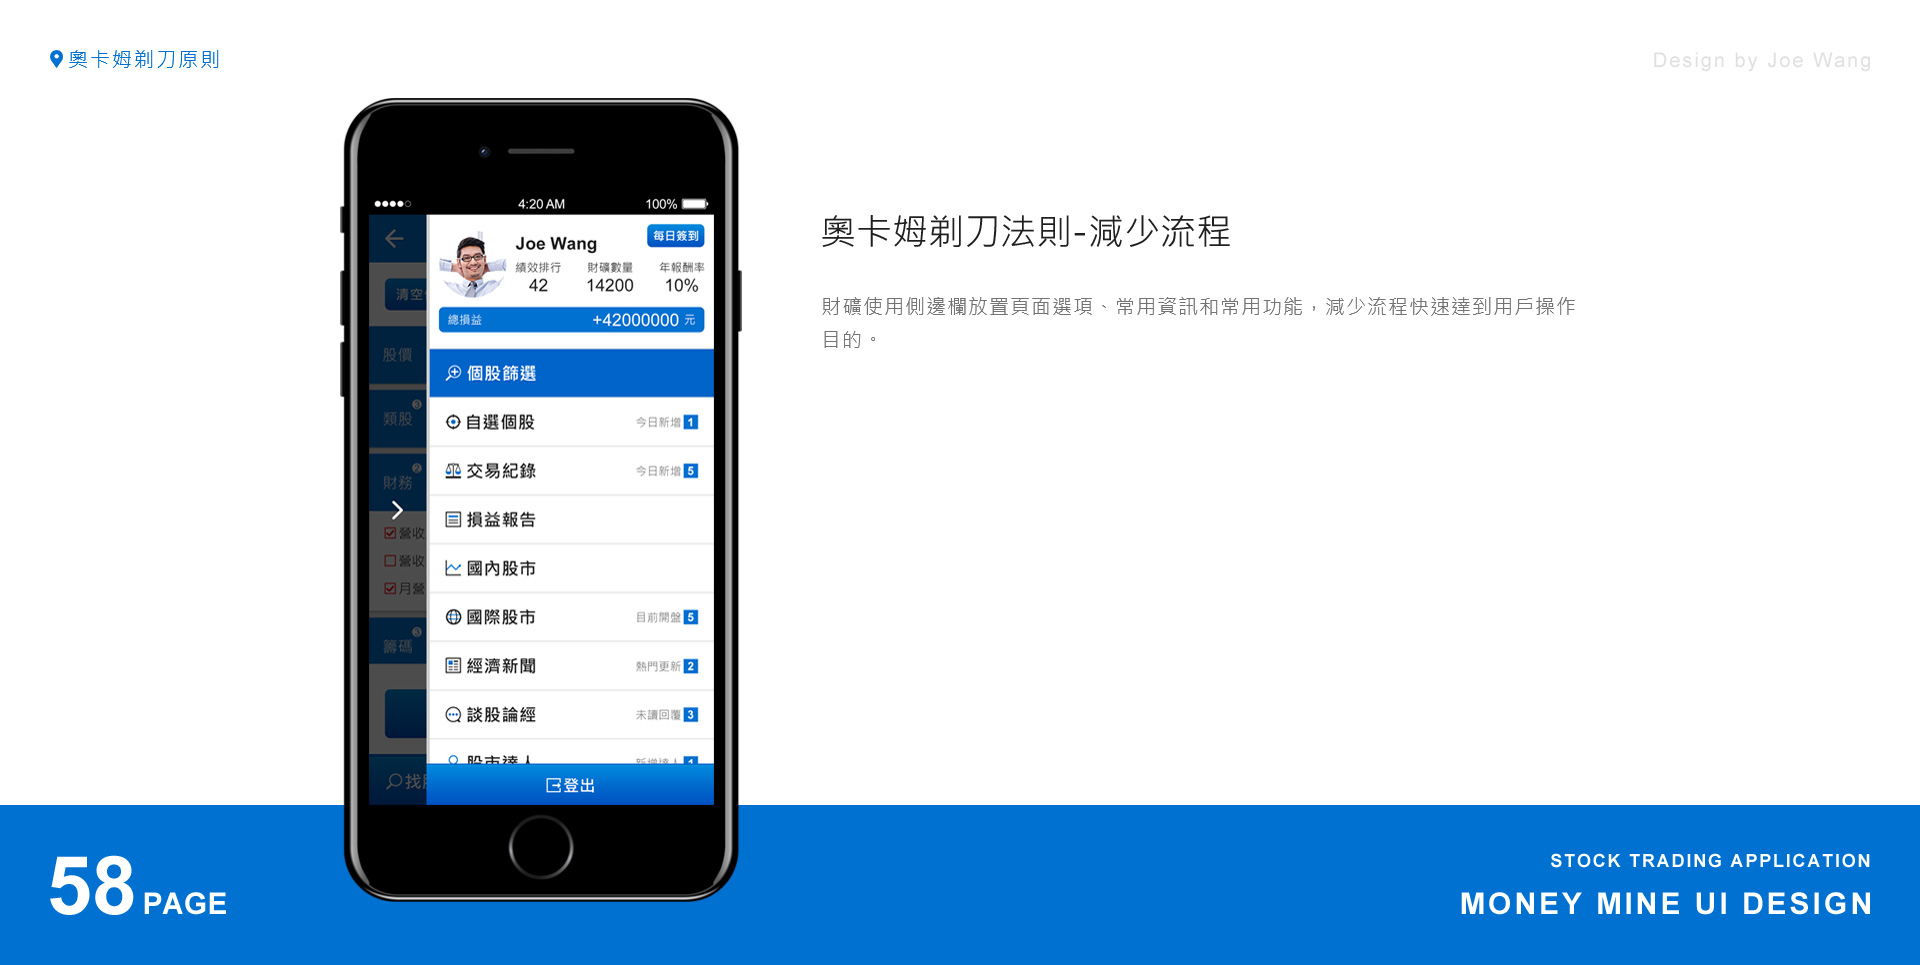 奧卡姆剃刀原則
Design by Joe Wang
4:20 AM
100%
Joe Wang
每日簽到
績效排行 財礦數量 年報酬率
42 14200 10%
總損益 +42000000 元
清空
股價
類股 3
財務 2
營收
營收
月營
籌碼 3
找
個股篩選
自選個股 今日新增 1
交易紀錄 今日新增 5
損益報告
國內股市
國際股市 目前開盤 5
經濟新聞 熱門更新 2
談股論經 未讀回覆 3
股市達人 新增達人 1
登出
奧卡姆剃刀法則-減少流程
財礦使用側邊欄放置頁面選項、常用資訊和常用功能，減少流程快速達到用戶操作
目的。
58 PAGE
STOCK TRADING APPLICATION
MONEY MINE UI DESIGN